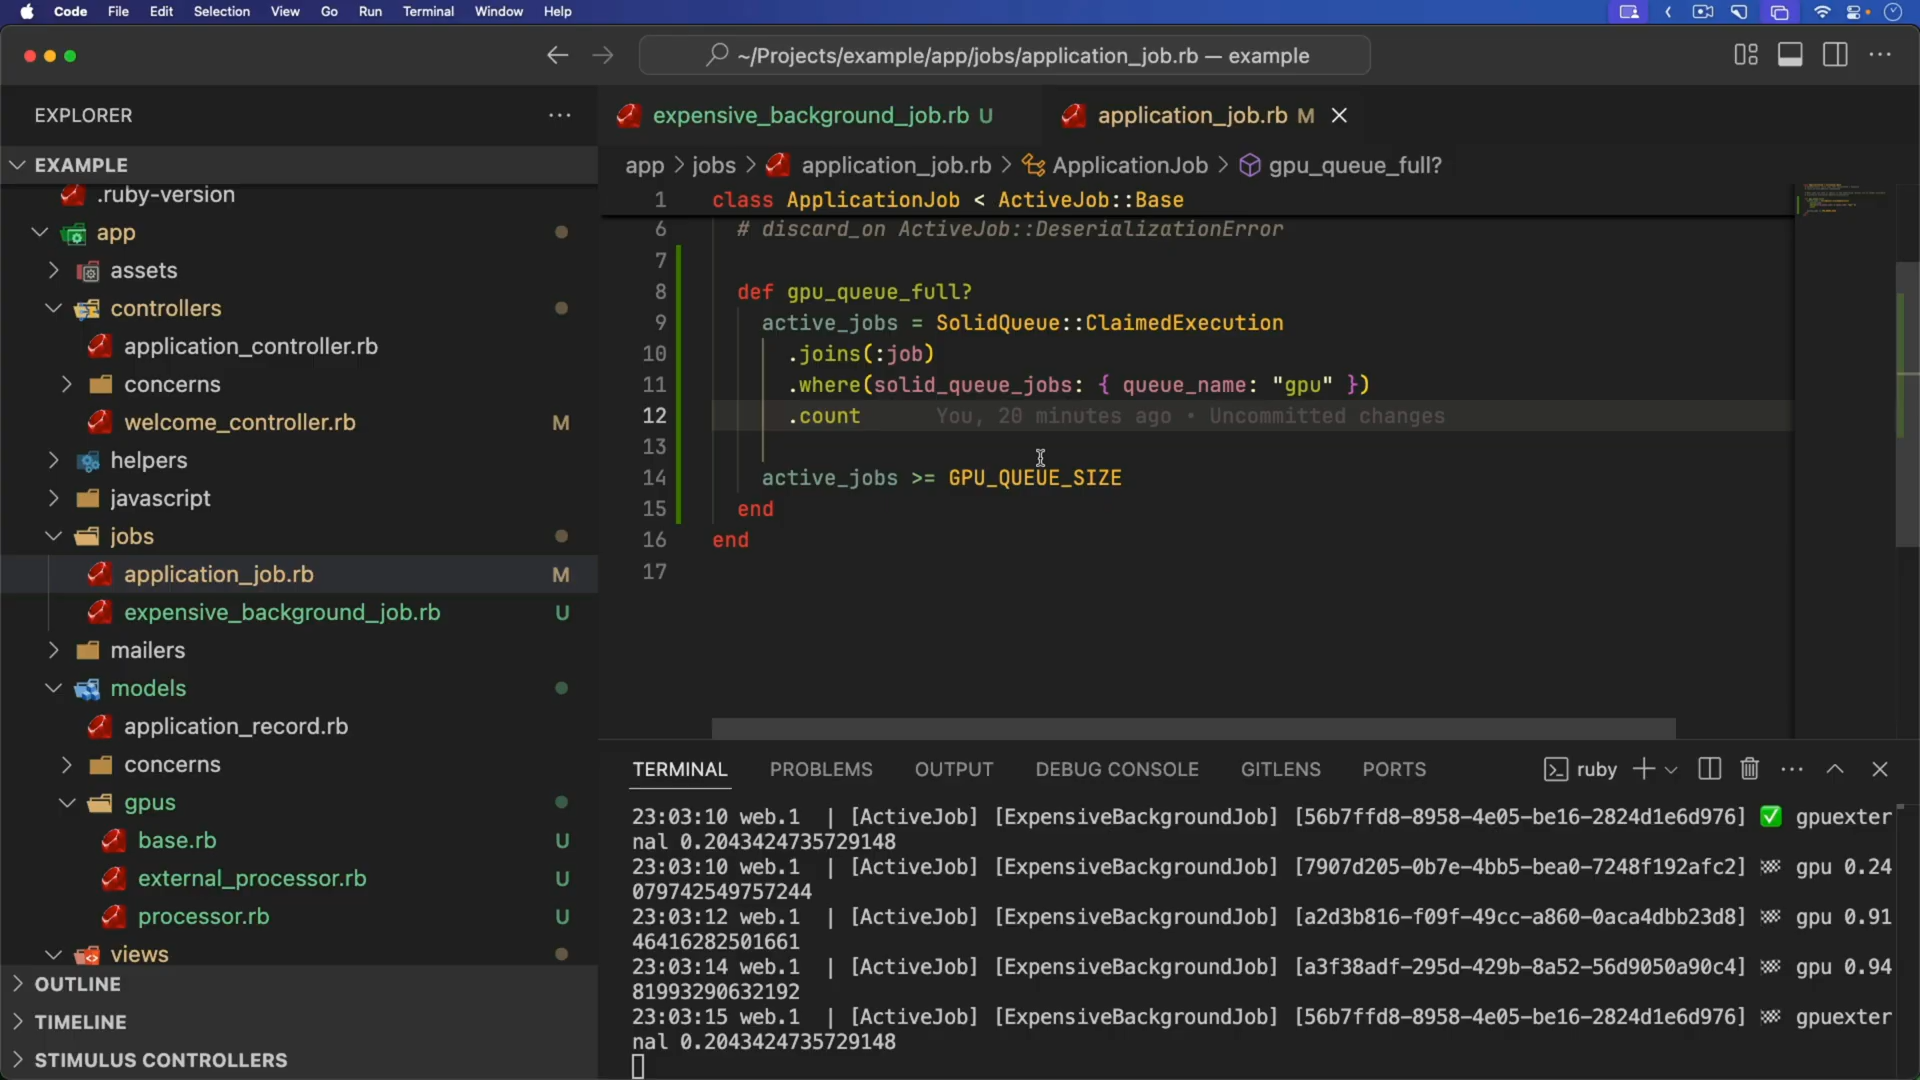 Code File Edit Selection View Go Run Terminal Window Help
~/Projects/example/app/jobs/application_job.rb — example
EXPLORER
EXAMPLE
.ruby-version
app
assets
controllers
application_controller.rb
concerns
welcome_controller.rb M
helpers
javascript
jobs
application_job.rb M
expensive_background_job.rb U
mailers
models
application_record.rb
concerns
gpus
base.rb U
external_processor.rb U
processor.rb U
views
OUTLINE
TIMELINE
STIMULUS CONTROLLERS
expensive_background_job.rb U application_job.rb M
app > jobs > application_job.rb > ApplicationJob > gpu_queue_full?
1 class ApplicationJob < ActiveJob::Base
6 # discard_on ActiveJob::DeserializationError
7
8 def gpu_queue_full?
9 active_jobs = SolidQueue::ClaimedExecution
10 .joins(:job)
11 .where(solid_queue_jobs: { queue_name: "gpu" })
12 .count You, 20 minutes ago • Uncommitted changes
13
14 active_jobs >= GPU_QUEUE_SIZE
15 end
16 end
17
TERMINAL PROBLEMS OUTPUT DEBUG CONSOLE GITLENS PORTS ruby
23:03:10 web.1 | [ActiveJob] [ExpensiveBackgroundJob] [56b7ffd8-8958-4e05-be16-2824d1e6d976] ✅ gpuexter
nal 0.2043424735729148
23:03:10 web.1 | [ActiveJob] [ExpensiveBackgroundJob] [7907d205-0b7e-4bb5-bea0-7248f192afc2] 🏁 gpu 0.24
079742549757244
23:03:12 web.1 | [ActiveJob] [ExpensiveBackgroundJob] [a2d3b816-f09f-49cc-a860-0aca4dbb23d8] 🏁 gpu 0.91
46416282501661
23:03:14 web.1 | [ActiveJob] [ExpensiveBackgroundJob] [a3f38adf-295d-429b-8a52-56d9050a90c4] 🏁 gpu 0.94
81993290632192
23:03:15 web.1 | [ActiveJob] [ExpensiveBackgroundJob] [56b7ffd8-8958-4e05-be16-2824d1e6d976] 🏁 gpuexter
nal 0.2043424735729148